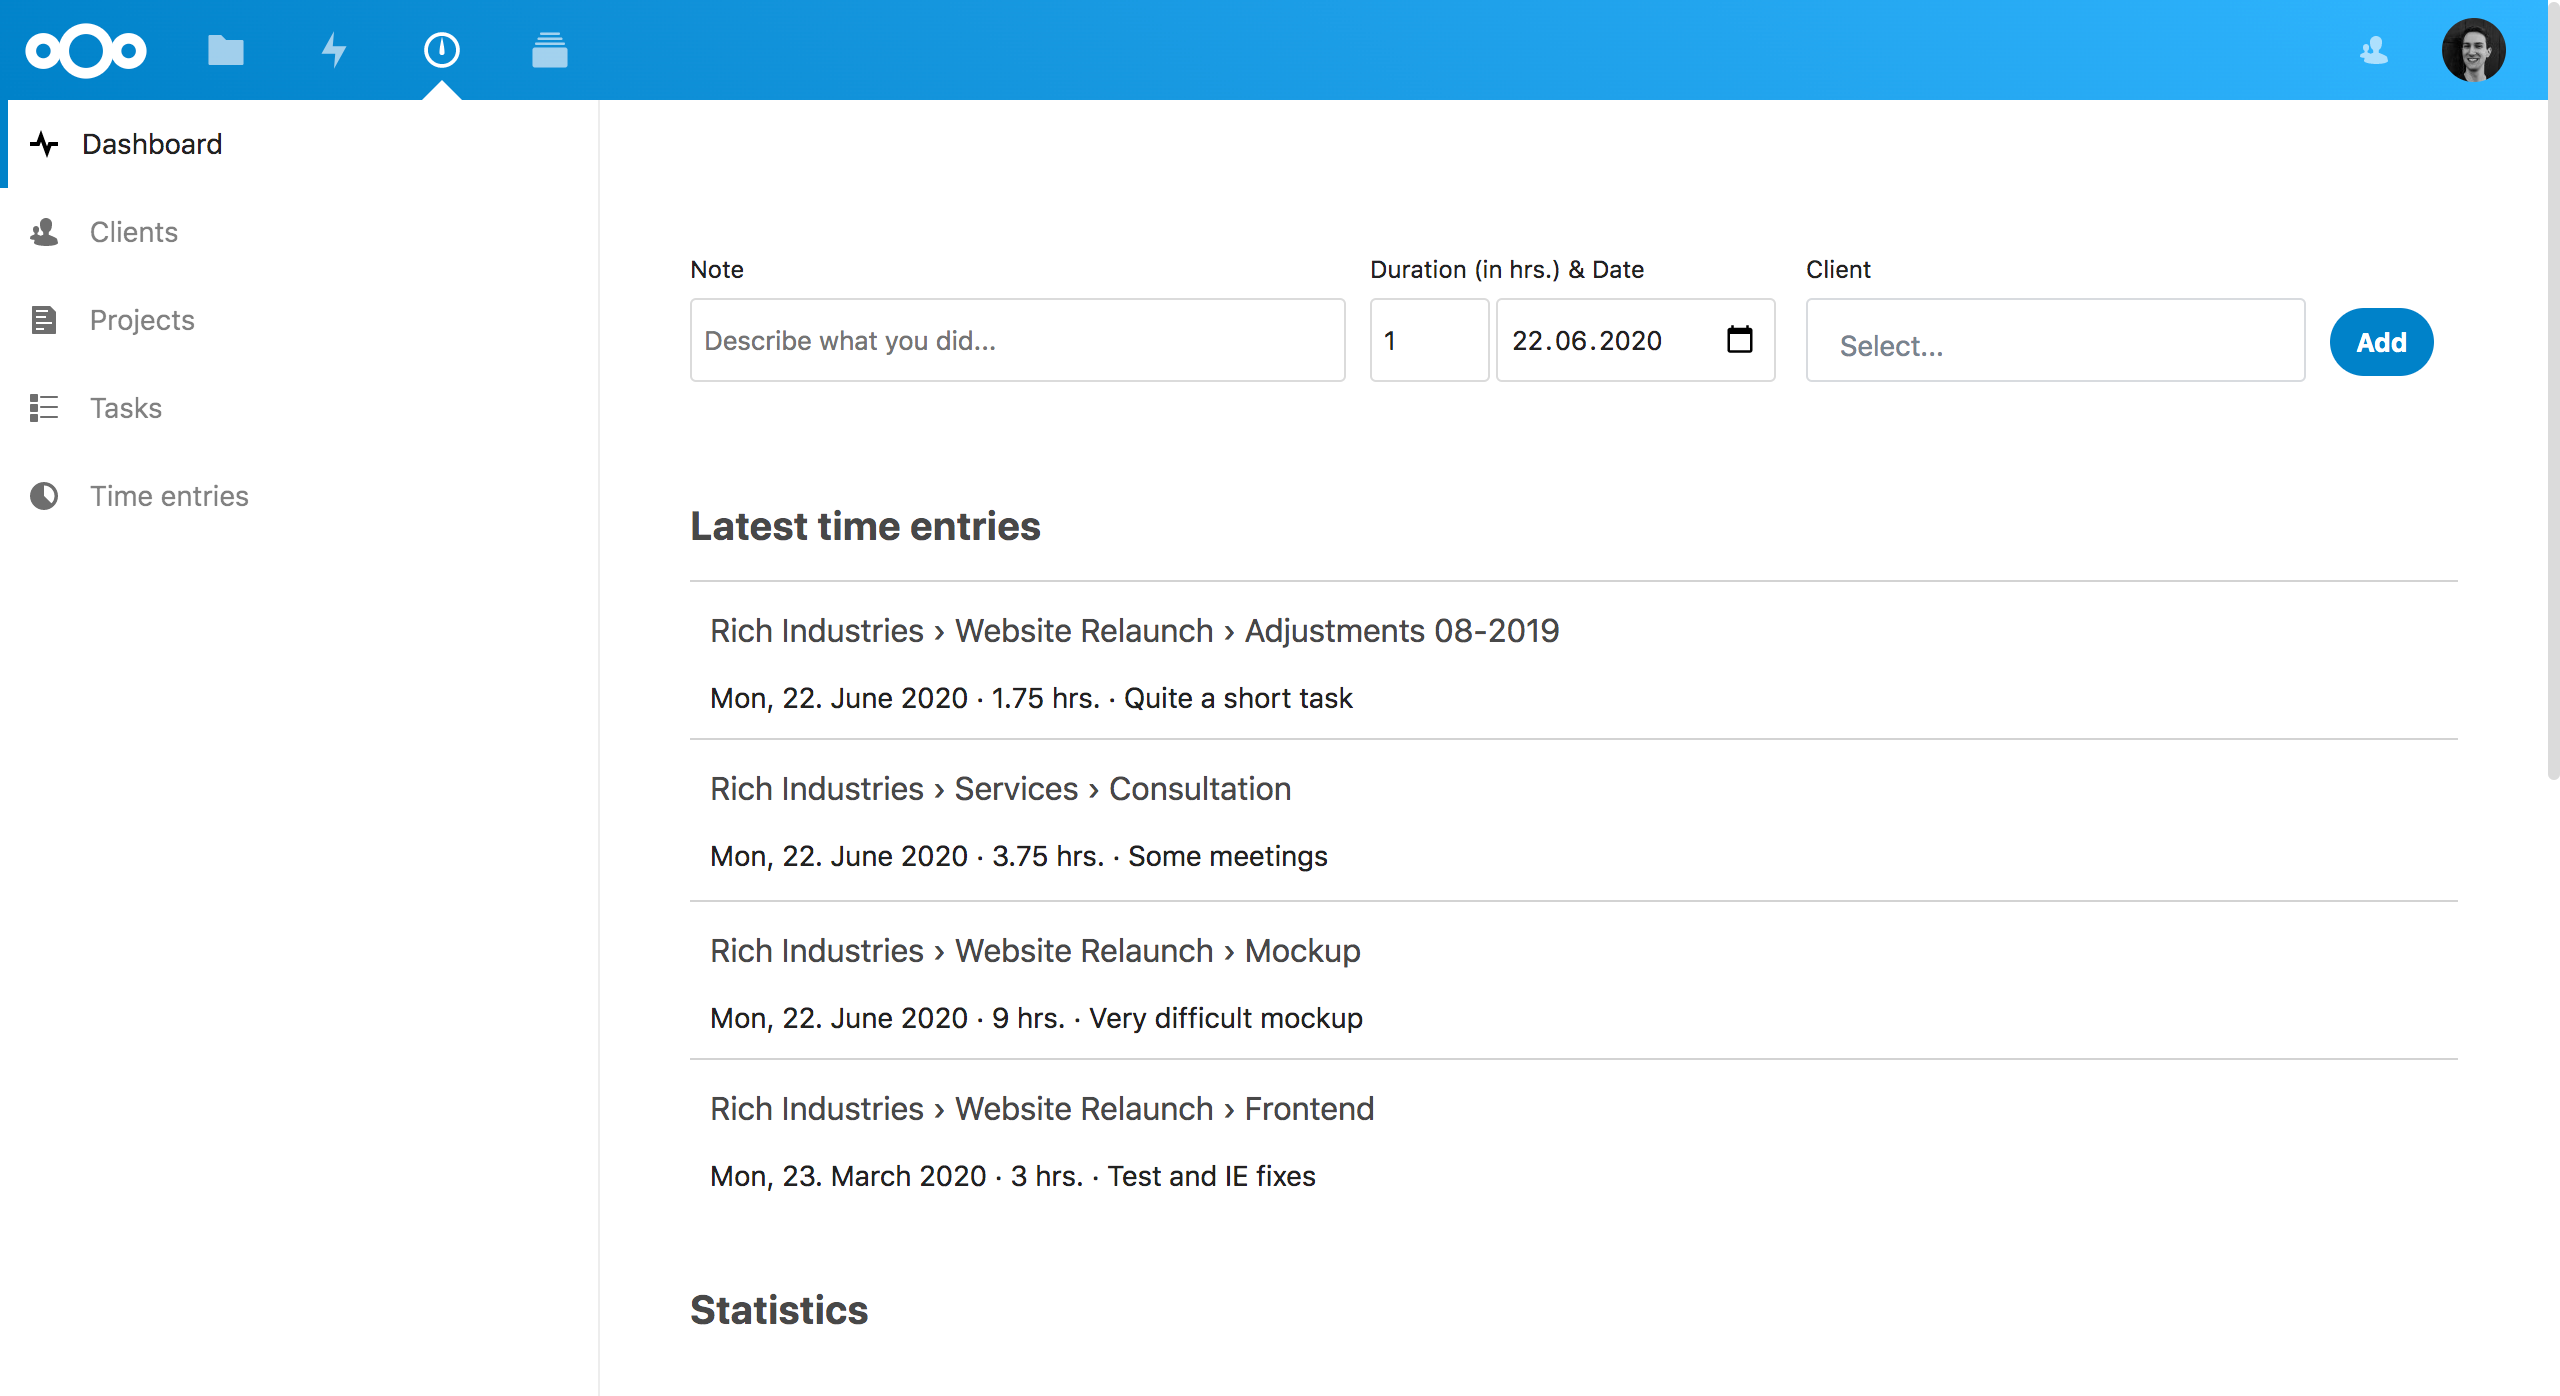 Dashboard
Clients
Projects
Tasks
Time entries
Note
Duration (in hrs.) & Date
Client
Describe what you did...
1
22.06.2020
Select...
Add
Latest time entries
Rich Industries › Website Relaunch › Adjustments 08-2019
Mon, 22. June 2020 · 1.75 hrs. · Quite a short task
Rich Industries › Services › Consultation
Mon, 22. June 2020 · 3.75 hrs. · Some meetings
Rich Industries › Website Relaunch › Mockup
Mon, 22. June 2020 · 9 hrs. · Very difficult mockup
Rich Industries › Website Relaunch › Frontend
Mon, 23. March 2020 · 3 hrs. · Test and IE fixes
Statistics